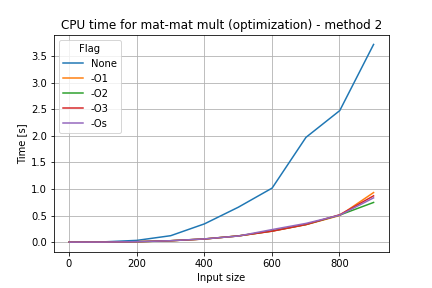 CPU time for mat-mat mult (optimization) - method 2
Time [s]
3.5
3.0
2.5
2.0
1.5
1.0
0.5
0.0
Flag
None
-O1
-O2
-O3
-Os
0 200 400 600 800
Input size